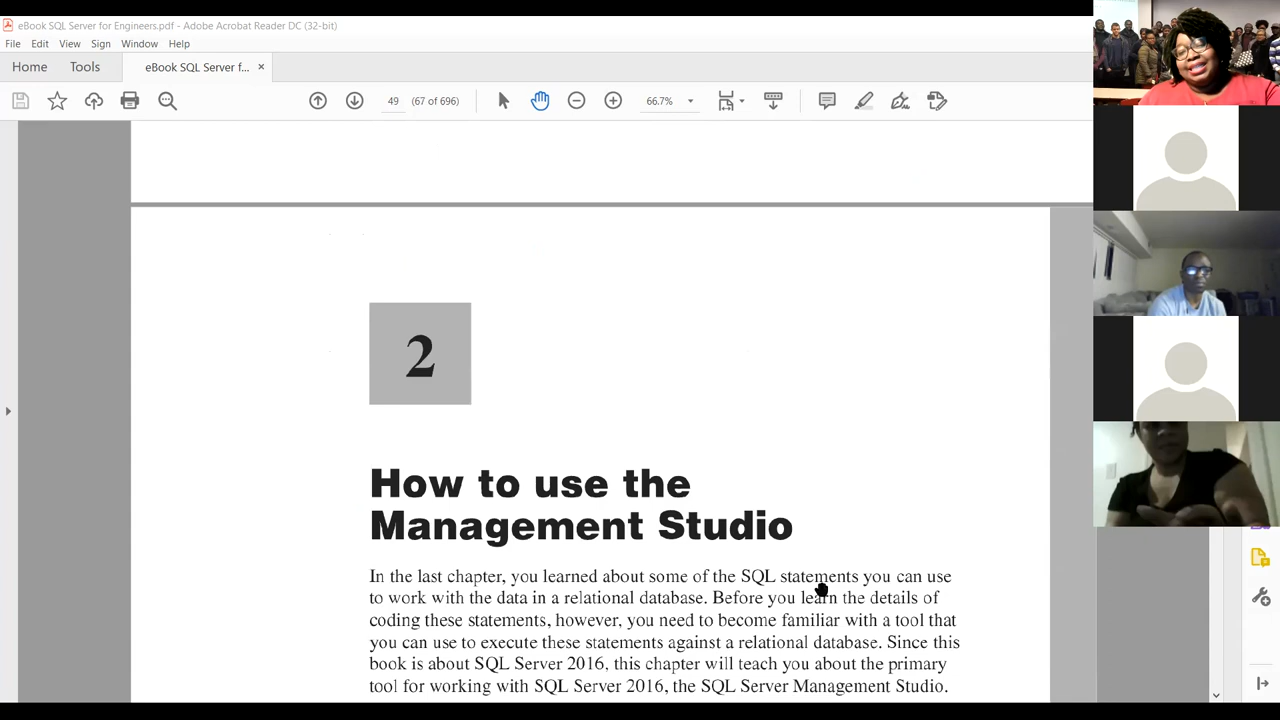 eBook SQL Server for Engineers.pdf - Adobe Acrobat Reader DC (32-bit)
File Edit View Sign Window Help
Home Tools eBook SQL Server f... ×
(67 of 696) 66.7%
2
How to use the
Management Studio
In the last chapter, you learned about some of the SQL statements you can use
to work with the data in a relational database. Before you learn the details of
coding these statements, however, you need to become familiar with a tool that
you can use to execute these statements against a relational database. Since this
book is about SQL Server 2016, this chapter will teach you about the primary
tool for working with SQL Server 2016, the SQL Server Management Studio.